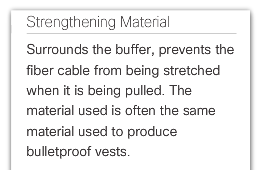 Strengthening Material
Surrounds the buffer, prevents the
fiber cable from being stretched
when it is being pulled. The
material used is often the same
material used to produce
bulletproof vests.